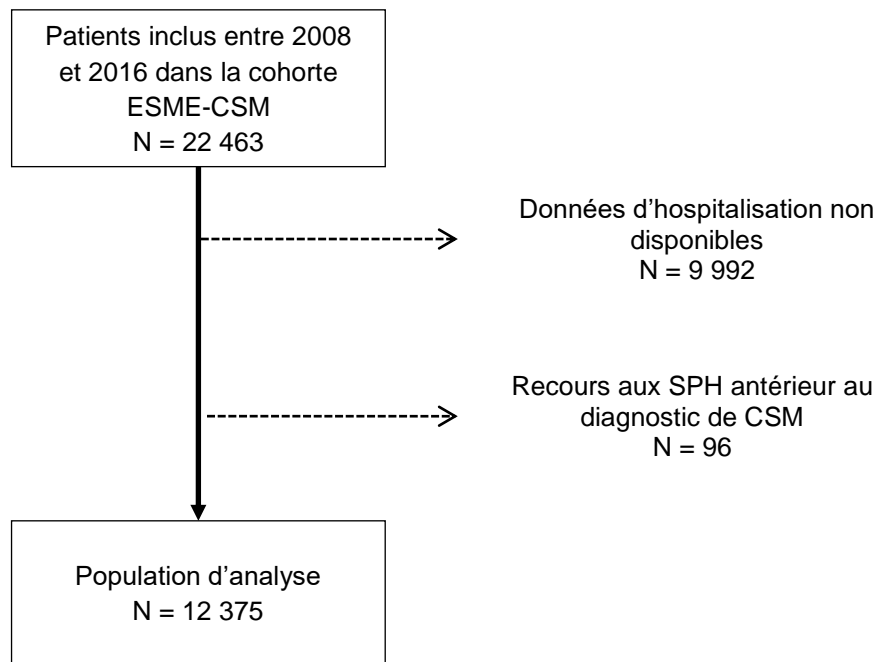 Patients inclus entre 2008
et 2016 dans la cohorte
ESME-CSM
N = 22 463
Données d’hospitalisation non
disponibles
N = 9 992
Recours aux SPH antérieur au
diagnostic de CSM
N = 96
Population d’analyse
N = 12 375